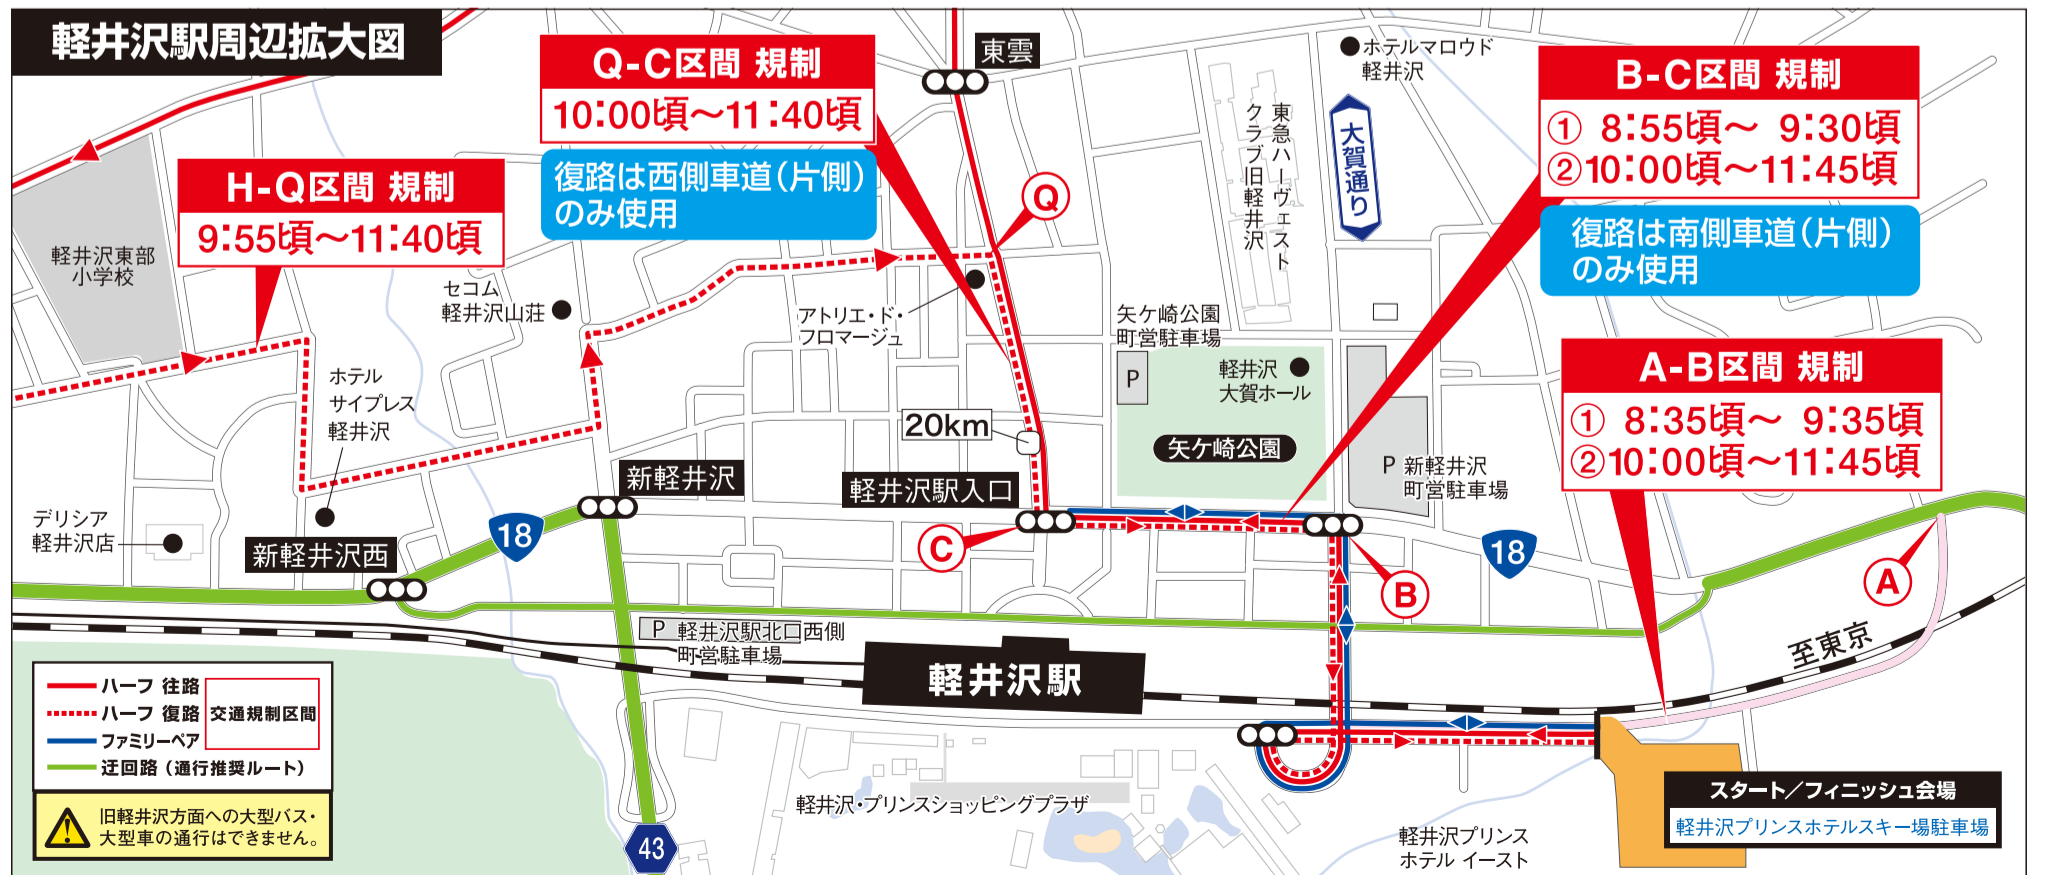 軽井沢駅周辺拡大図
東雲
Q-C区間 規制
10:00頃〜11:40頃
復路は西側車道(片側)
のみ使用
ホテルマロウド
軽井沢
B-C区間 規制
① 8:55頃〜 9:30頃
②10:00頃〜11:45頃
復路は南側車道(片側)
のみ使用
大賀通り
東急ハーヴェスト
クラブ旧軽井沢
H-Q区間 規制
9:55頃〜11:40頃
Q
軽井沢東部
小学校
セコム
軽井沢山荘
アトリエ・ド・
フロマージュ
矢ケ崎公園
町営駐車場
P
軽井沢
大賀ホール
矢ケ崎公園
A-B区間 規制
① 8:35頃〜 9:35頃
②10:00頃〜11:45頃
ホテル
サイプレス
軽井沢
20km
P 新軽井沢
町営駐車場
新軽井沢
軽井沢駅入口
デリシア
軽井沢店
新軽井沢西
18
C
18
B
A
P 軽井沢駅北口西側
町営駐車場
軽井沢駅
至東京
ハーフ 往路
ハーフ 復路
交通規制区間
ファミリーペア
迂回路(通行推奨ルート)
旧軽井沢方面への大型バス・
大型車の通行はできません。
43
軽井沢・プリンスショッピングプラザ
軽井沢プリンス
ホテル イースト
スタート/フィニッシュ会場
軽井沢プリンスホテルスキー場駐車場